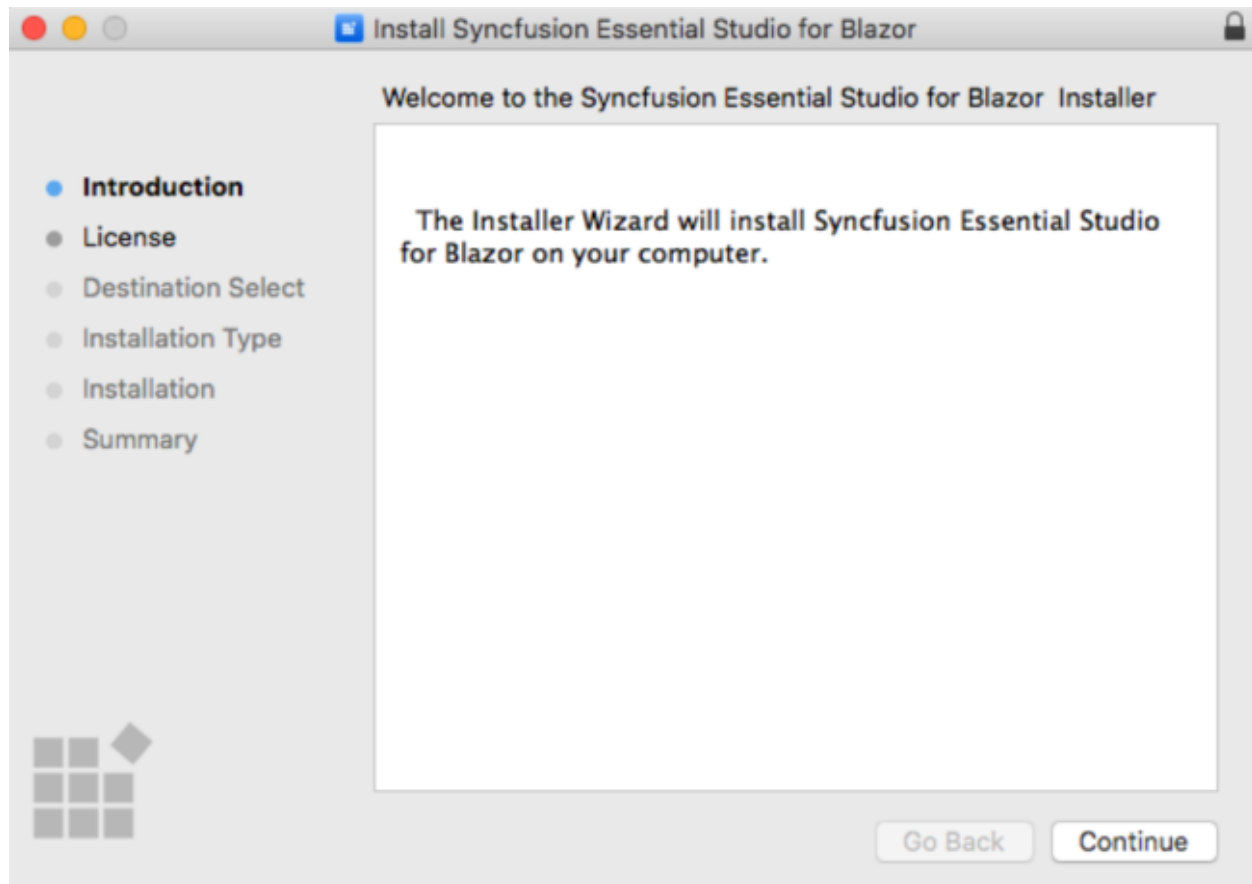 Install Syncfusion Essential Studio for Blazor
Welcome to the Syncfusion Essential Studio for Blazor Installer
Introduction
License
Destination Select
Installation Type
Installation
Summary
The Installer Wizard will install Syncfusion Essential Studio
for Blazor on your computer.
Go Back
Continue